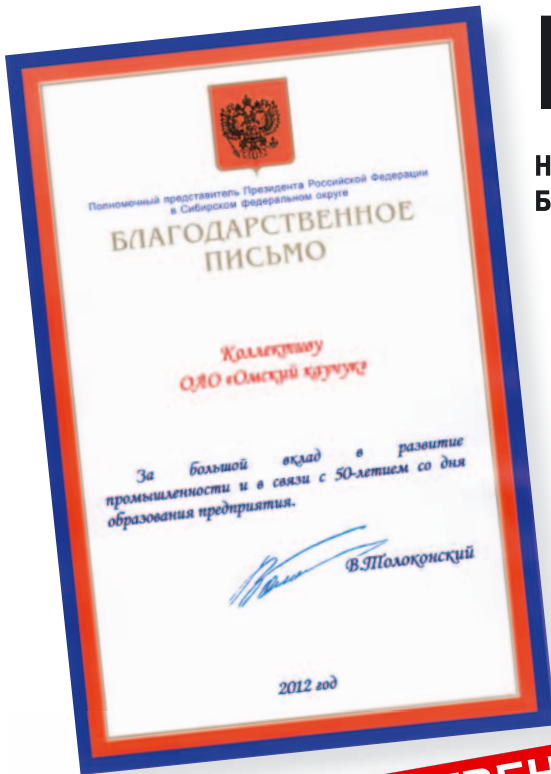 Полномочный представитель Президента Российской Федерации
в Сибирском федеральном округе
БЛАГОДАРСТВЕННОЕ
ПИСЬМО
Коллективу
ОАО «Омский каучук»
За большой вклад в развитие
промышленности и в связи с 50-летием со дня
образования предприятия.
В.Толоконский
2012 год